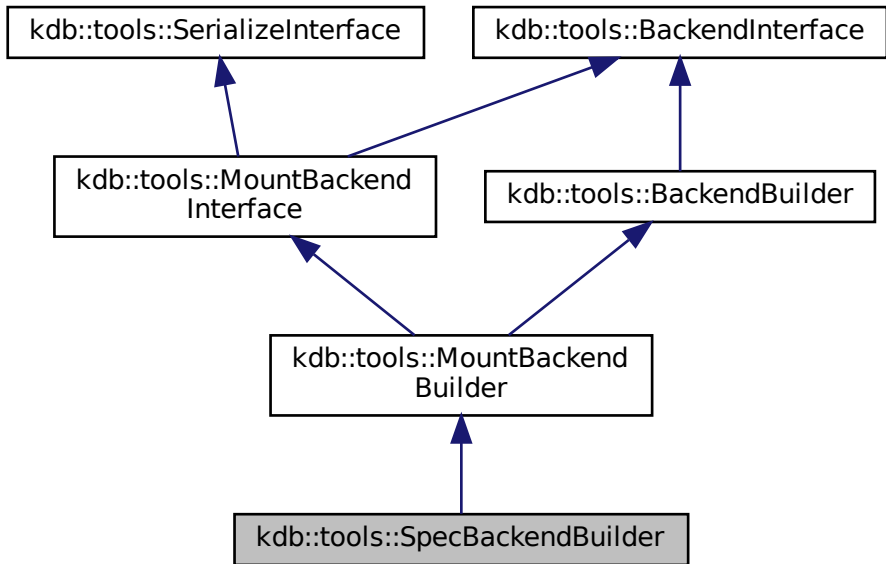 kdb::tools::SerializeInterface
kdb::tools::BackendInterface
kdb::tools::MountBackend
Interface
kdb::tools::BackendBuilder
kdb::tools::MountBackend
Builder
kdb::tools::SpecBackendBuilder